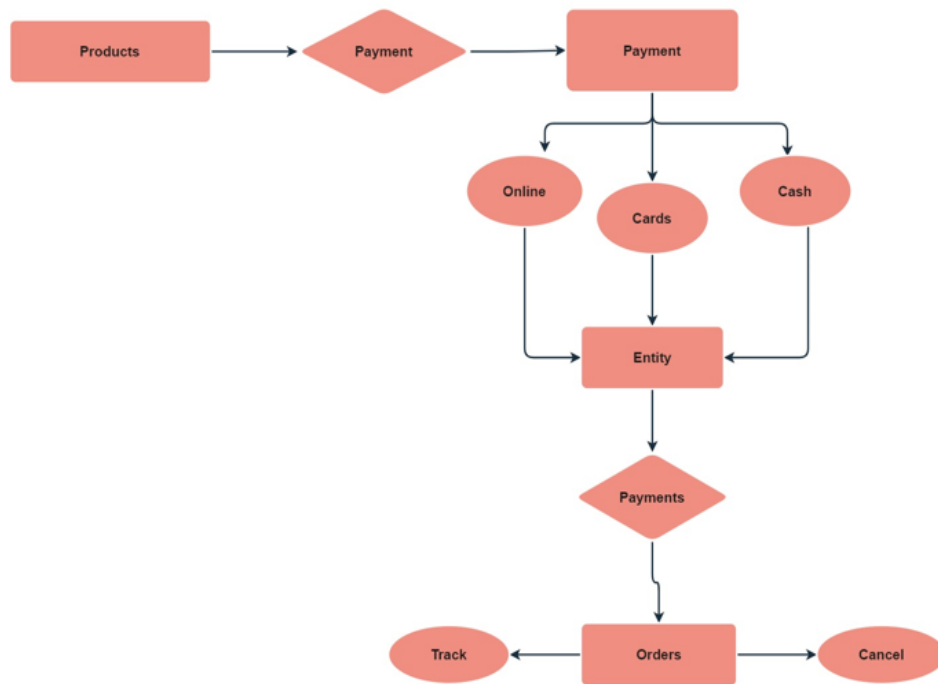 Products
Payment
Payment
Online
Cards
Cash
Entity
Payments
Track
Orders
Cancel